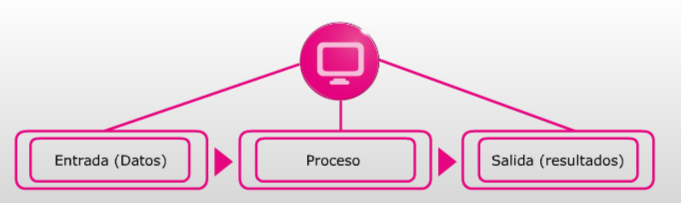 Entrada (Datos)
Proceso
Salida (resultados)